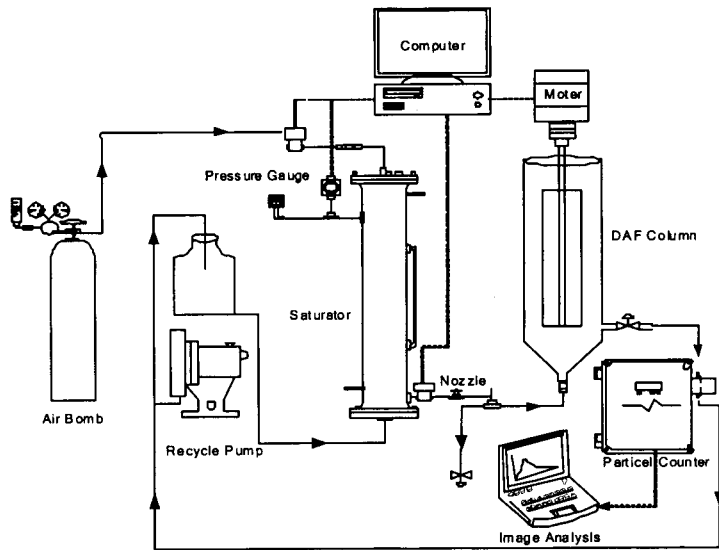 Computer
Moter
Pressure Gauge
DAF Column
Saturator
Nozzle
Air Bomb
Recycle Pump
Particel Counter
Image Analysis